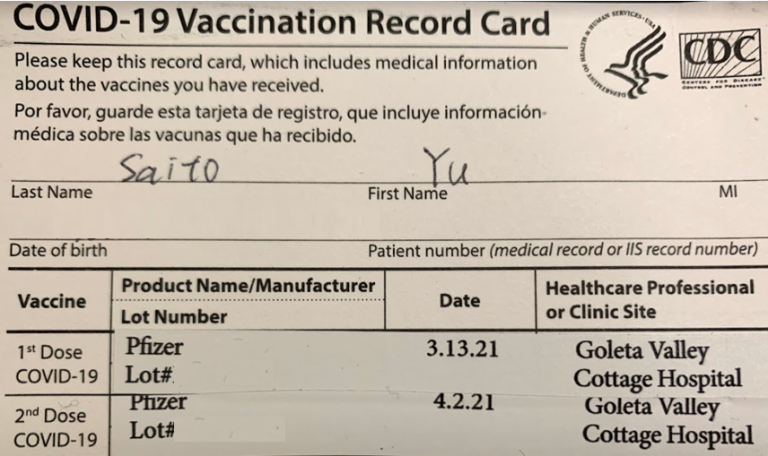 COVID-19 Vaccination Record Card
DEPARTMENT OF HEALTH & HUMAN SERVICES • USA
CDC
CENTERS FOR DISEASE
CONTROL AND PREVENTION
Please keep this record card, which includes medical information
about the vaccines you have received.
Por favor, guarde esta tarjeta de registro, que incluye información
médica sobre las vacunas que ha recibido.
Saito Yu
Last Name First Name MI
Date of birth Patient number (medical record or IIS record number)
Vaccine Product Name/Manufacturer Date Healthcare Professional
Lot Number or Clinic Site
1st Dose Pfizer 3.13.21 Goleta Valley
COVID-19 Lot# Cottage Hospital
2nd Dose Pfizer 4.2.21 Goleta Valley
COVID-19 Lot# Cottage Hospital